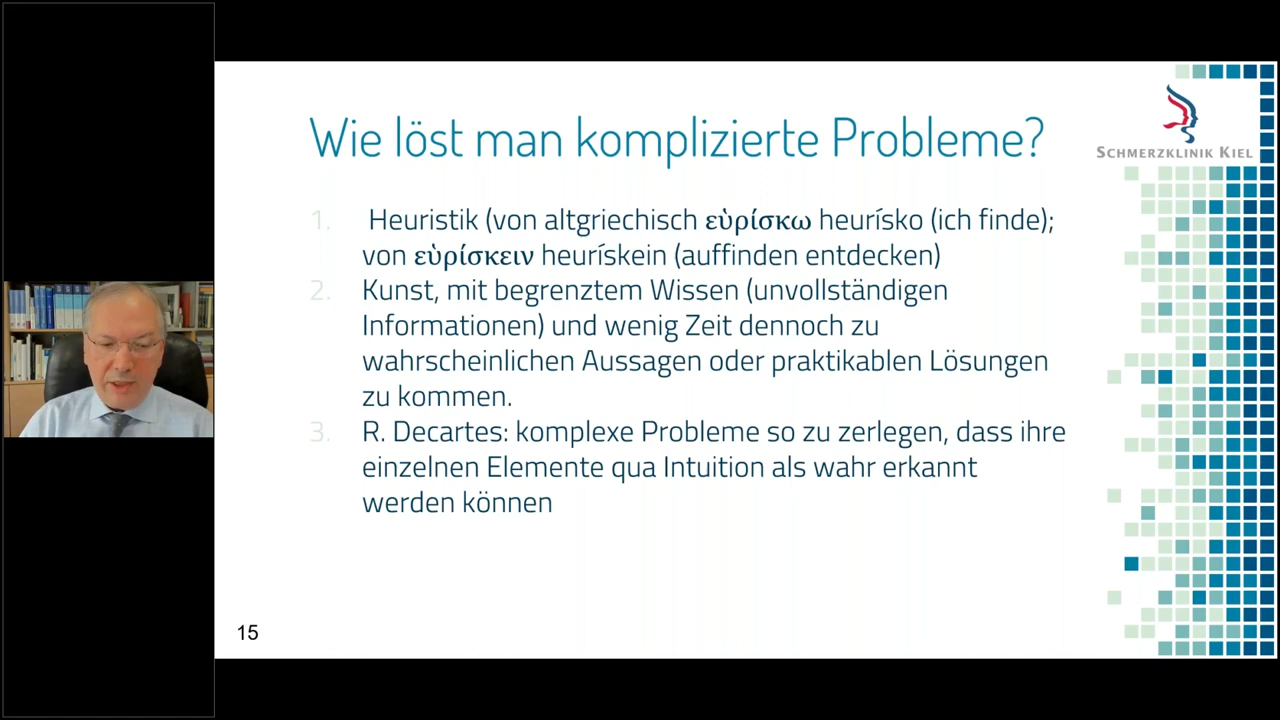 Wie löst man komplizierte Probleme?
SCHMERZKLINIK KIEL
1. Heuristik (von altgriechisch εὑρίσκω heurísko (ich finde);
von εὑρίσκειν heurískein (auffinden entdecken)
2. Kunst, mit begrenztem Wissen (unvollständigen
Informationen) und wenig Zeit dennoch zu
wahrscheinlichen Aussagen oder praktikablen Lösungen
zu kommen.
3. R. Decartes: komplexe Probleme so zu zerlegen, dass ihre
einzelnen Elemente qua Intuition als wahr erkannt
werden können
15